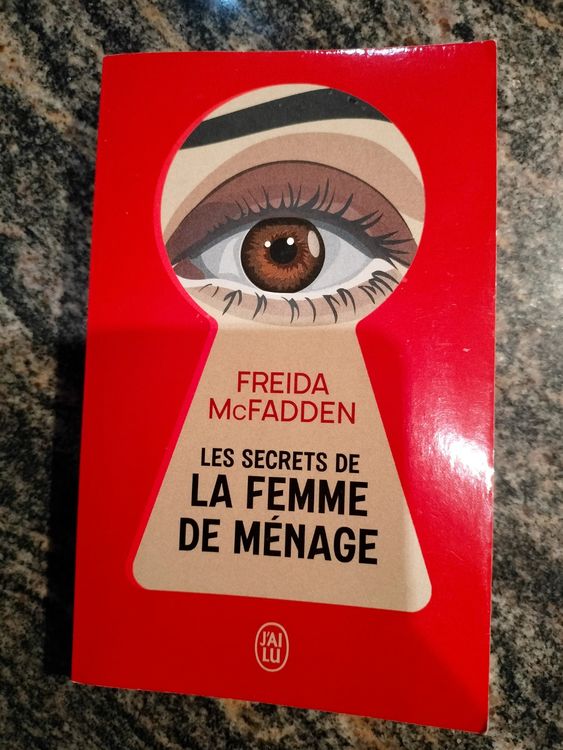 FREIDA
McFADDEN
LES SECRETS DE
LA FEMME
DE MÉNAGE
J'AI
LU